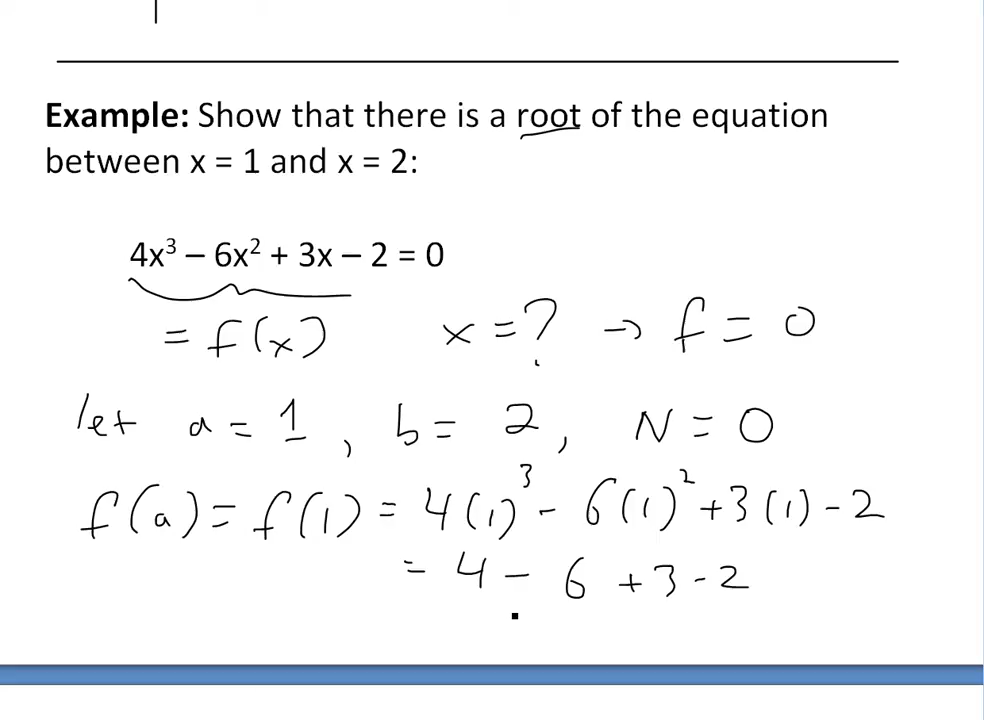 Example: Show that there is a root of the equation
between x = 1 and x = 2:
4x³ – 6x² + 3x – 2 = 0
= f(x) x = ? → f = 0
let a = 1, b = 2, N = 0
f(a) = f(1) = 4(1)³ - 6(1)² + 3(1) - 2
= 4 - 6 + 3 - 2